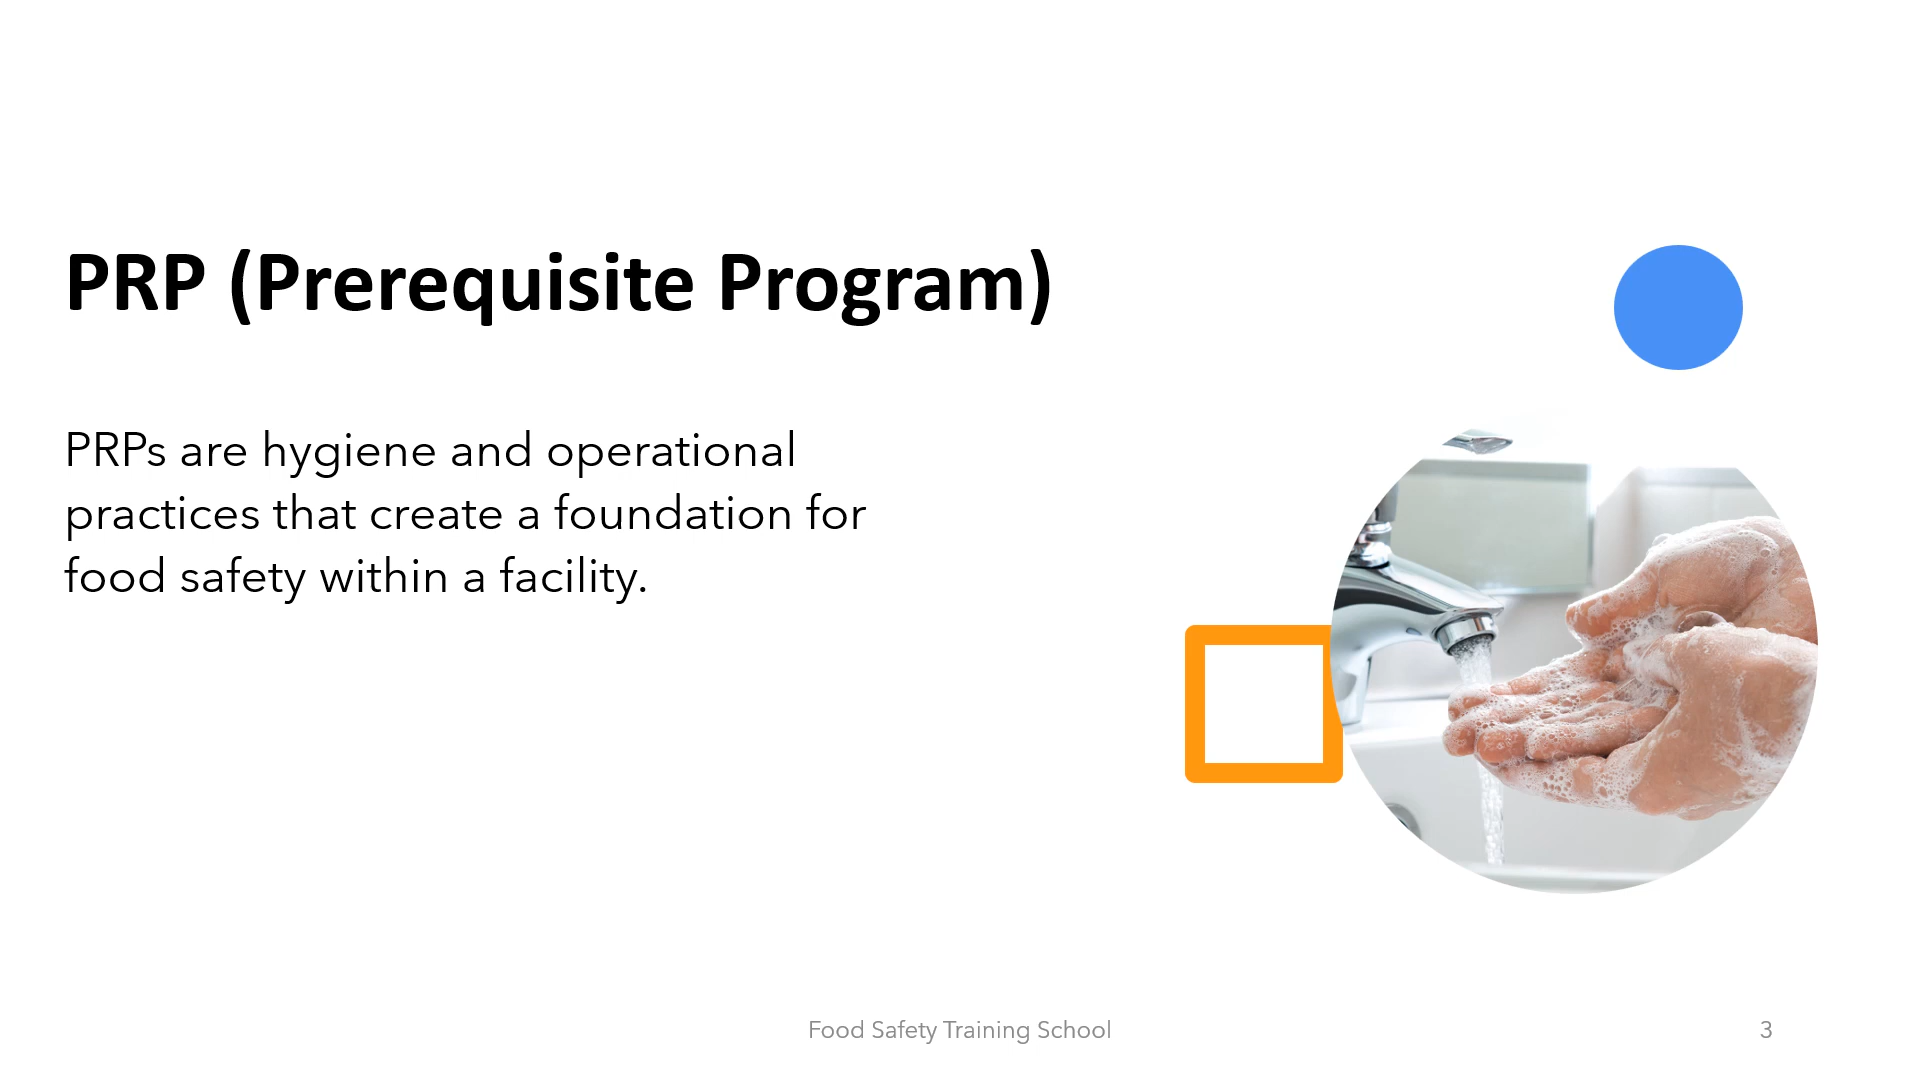 PRP (Prerequisite Program)
PRPs are hygiene and operational
practices that create a foundation for
food safety within a facility.
Food Safety Training School
3